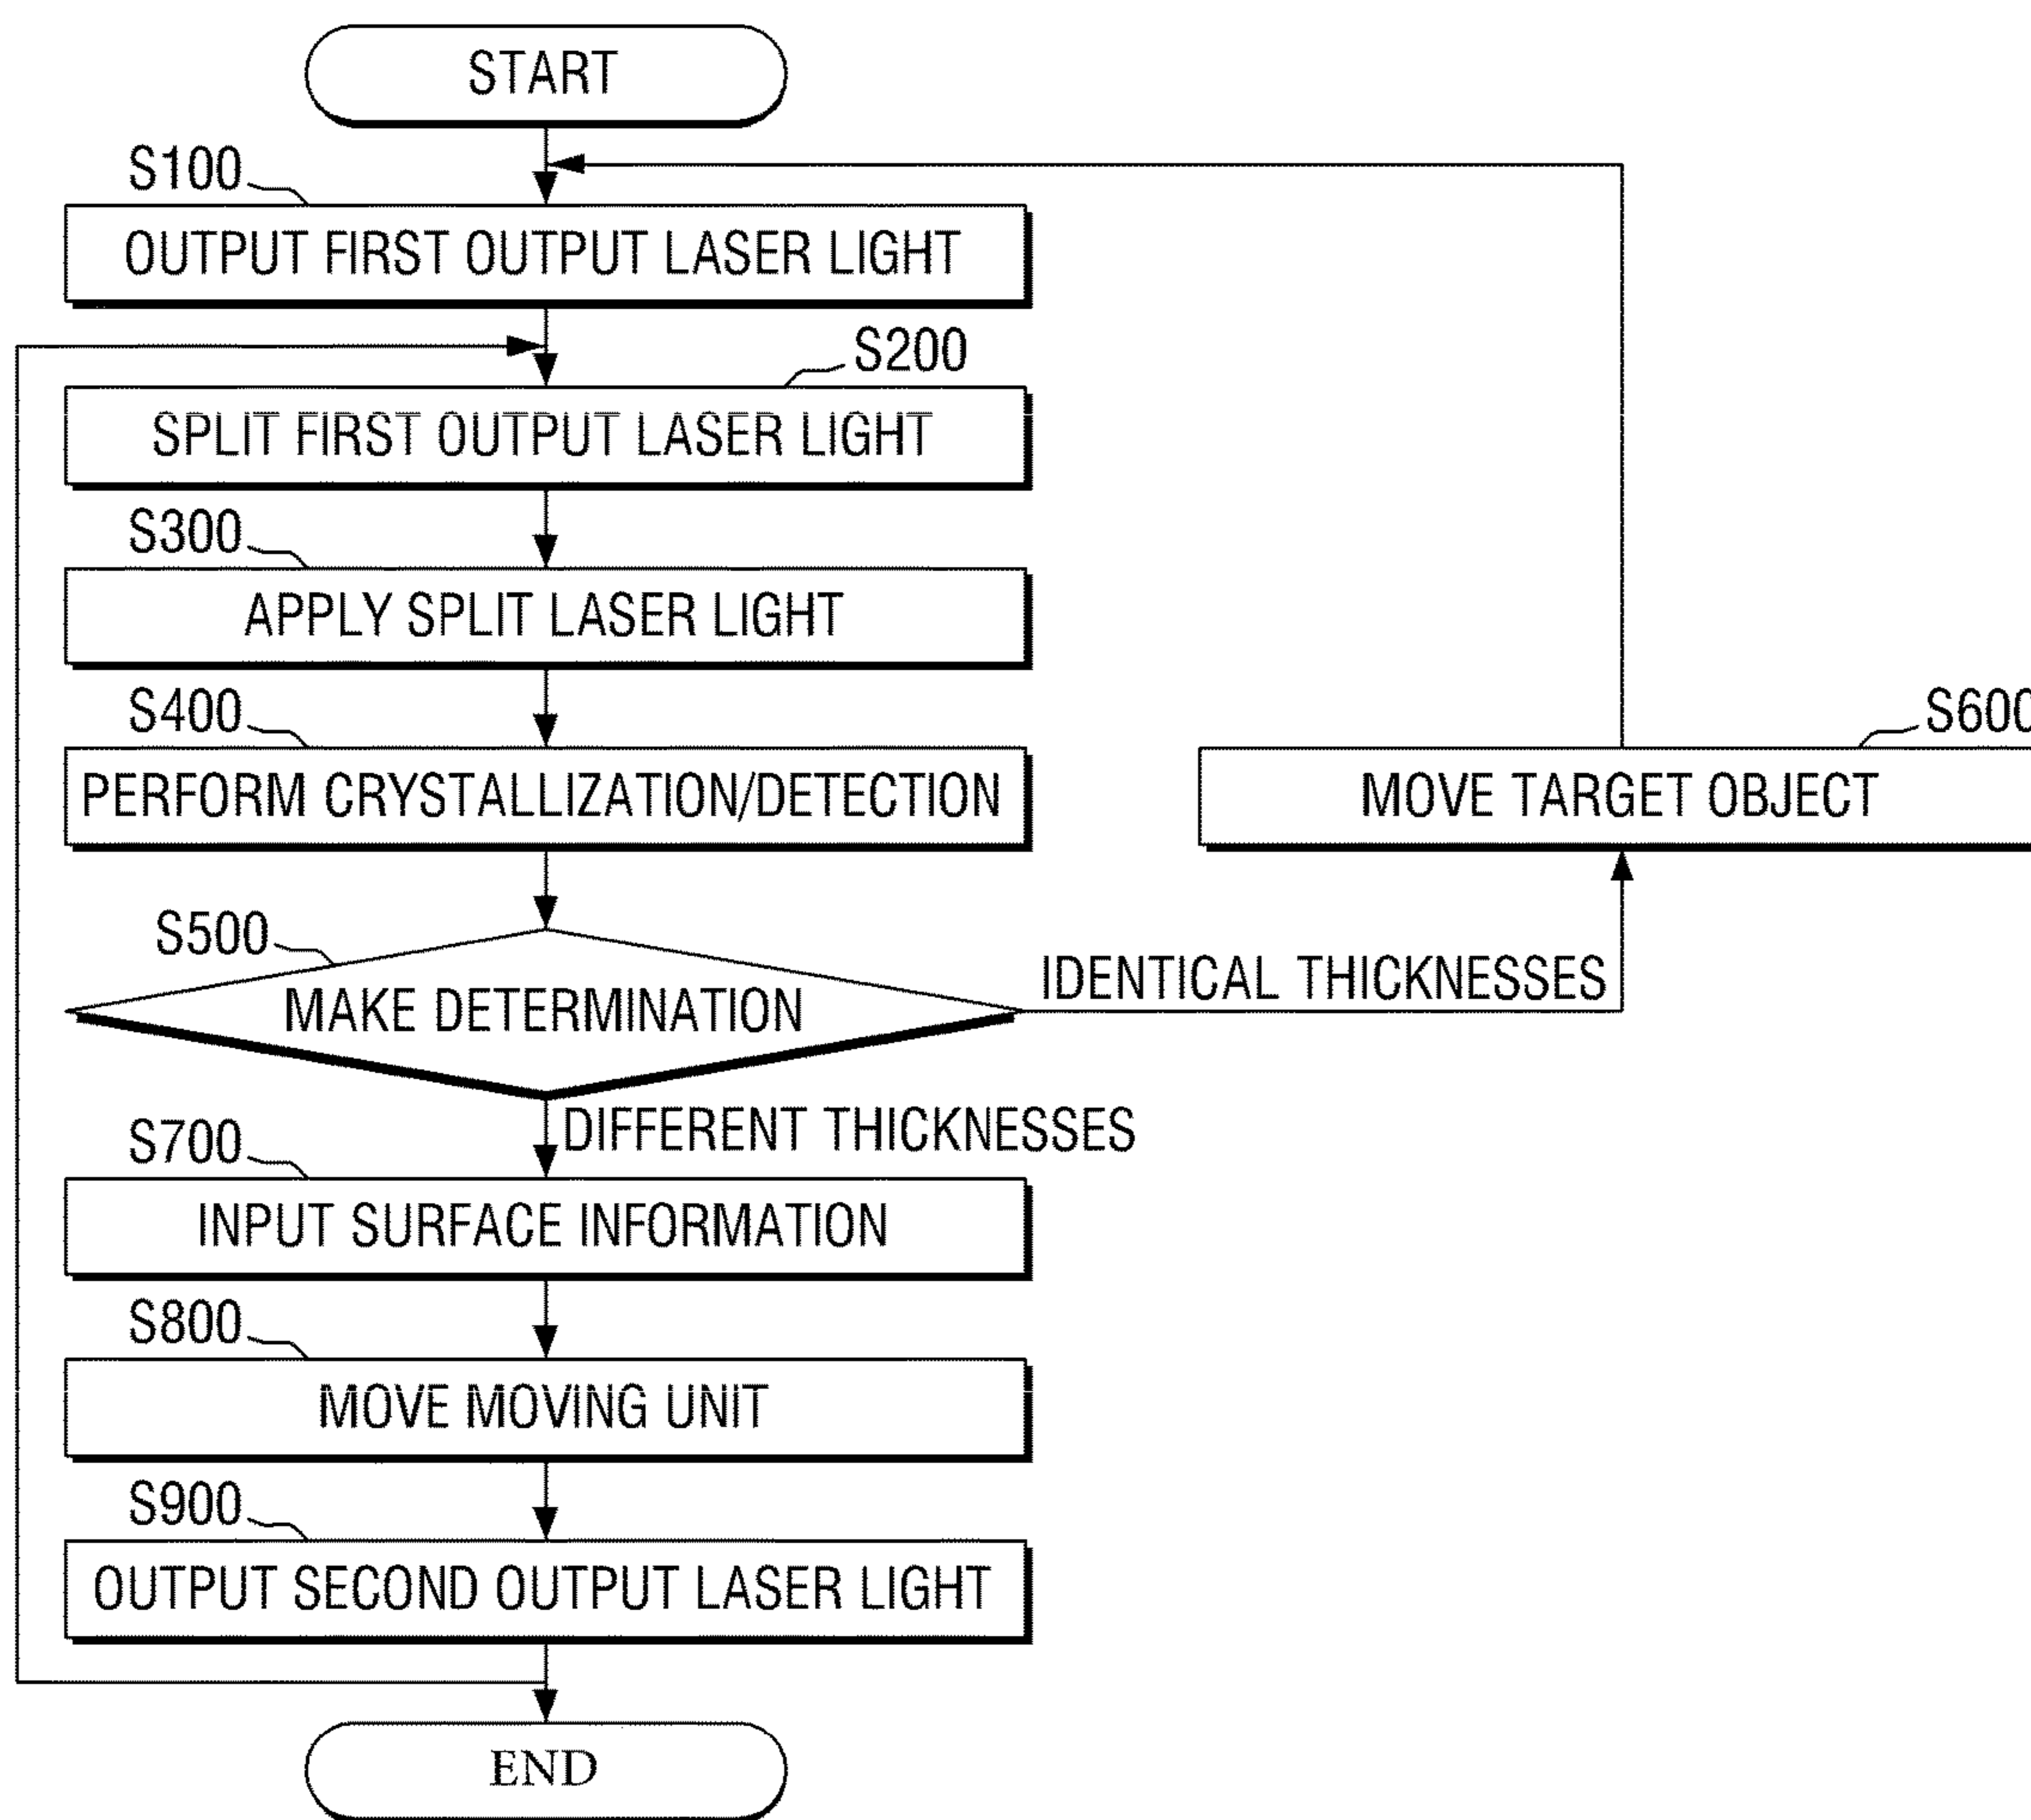 START
S100
OUTPUT FIRST OUTPUT LASER LIGHT
S200
SPLIT FIRST OUTPUT LASER LIGHT
S300
APPLY SPLIT LASER LIGHT
S400
PERFORM CRYSTALLIZATION/DETECTION
S600
MOVE TARGET OBJECT
S500
MAKE DETERMINATION
IDENTICAL THICKNESSES
DIFFERENT THICKNESSES
S700
INPUT SURFACE INFORMATION
S800
MOVE MOVING UNIT
S900
OUTPUT SECOND OUTPUT LASER LIGHT
END